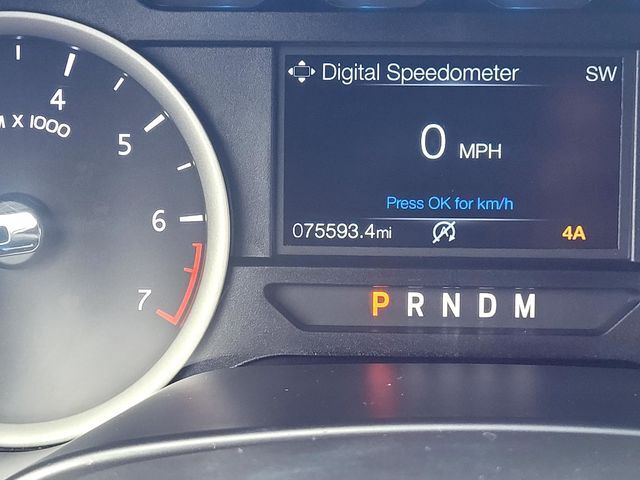 Digital Speedometer SW
4
X 1000
5
0 MPH
6
Press OK for km/h
075593.4mi 4A
7
P R N D M